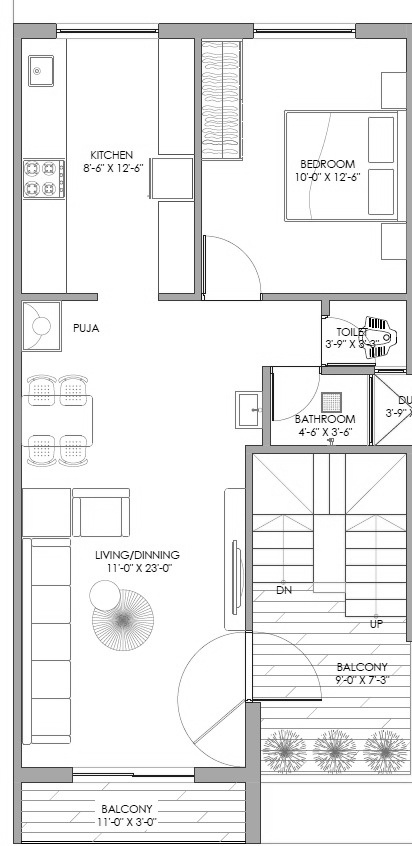 KITCHEN
8'-6" X 12'-6"
BEDROOM
10'-0" X 12'-6"
PUJA
TOILET
3'-9" X 3'-3"
DU
3'-9" X
BATHROOM
4'-6" X 3'-6"
LIVING/DINNING
11'-0" X 23'-0"
DN
UP
BALCONY
9'-0" X 7'-3"
BALCONY
11'-0" X 3'-0"